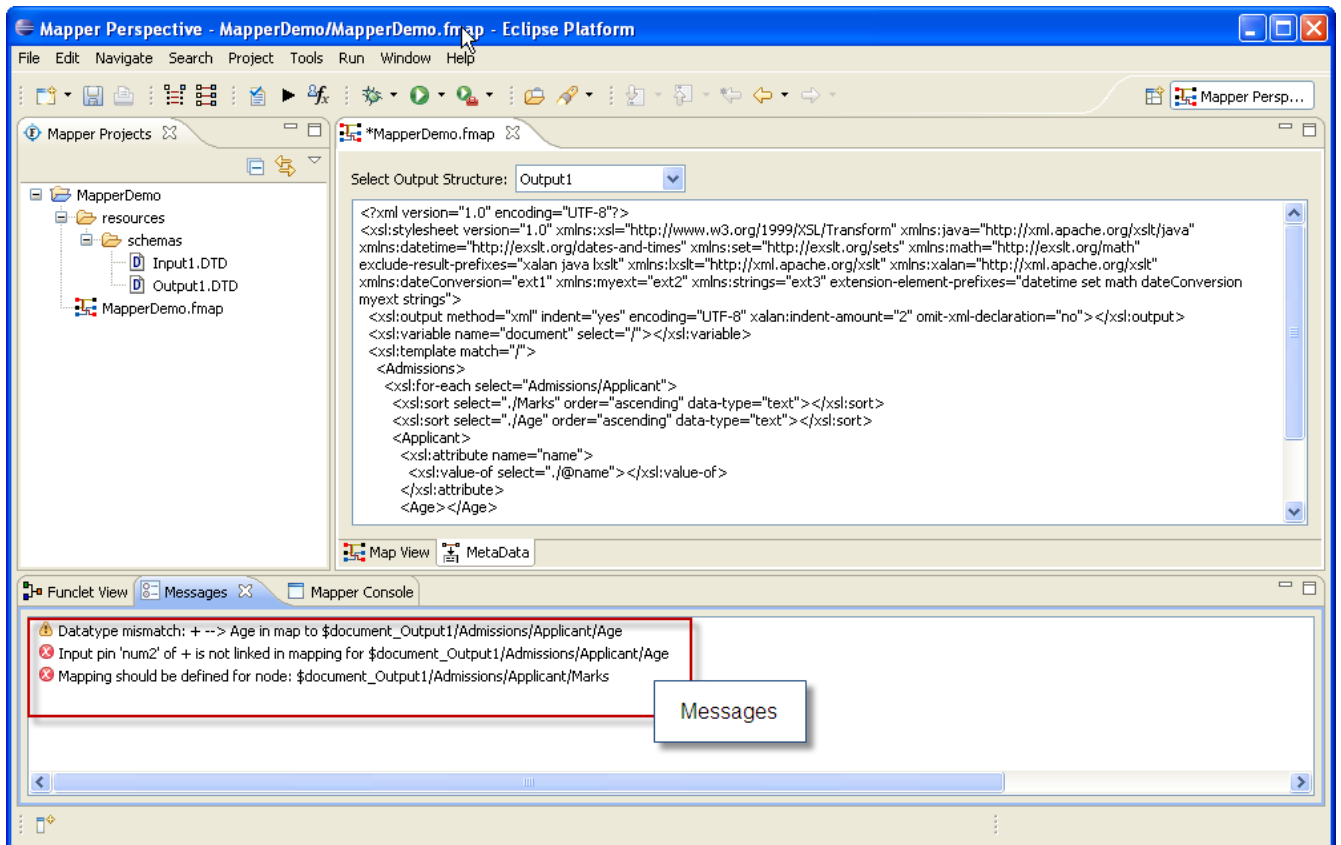 Mapper Perspective - MapperDemo/MapperDemo.fmap - Eclipse Platform
File Edit Navigate Search Project Tools Run Window Help
Mapper Persp...
Mapper Projects
*MapperDemo.fmap
Select Output Structure: Output1
MapperDemo
resources
schemas
Input1.DTD
Output1.DTD
MapperDemo.fmap
<?xml version="1.0" encoding="UTF-8"?>
<xsl:stylesheet version="1.0" xmlns:xsl="http://www.w3.org/1999/XSL/Transform" xmlns:java="http://xml.apache.org/xslt/java"
xmlns:datetime="http://exslt.org/dates-and-times" xmlns:set="http://exslt.org/sets" xmlns:math="http://exslt.org/math"
exclude-result-prefixes="xalan java lxslt" xmlns:lxslt="http://xml.apache.org/xslt" xmlns:xalan="http://xml.apache.org/xslt"
xmlns:dateConversion="ext1" xmlns:myext="ext2" xmlns:strings="ext3" extension-element-prefixes="datetime set math dateConversion
myext strings">
<xsl:output method="xml" indent="yes" encoding="UTF-8" xalan:indent-amount="2" omit-xml-declaration="no"></xsl:output>
<xsl:variable name="document" select="/"></xsl:variable>
<xsl:template match="/">
<Admissions>
<xsl:for-each select="Admissions/Applicant">
<xsl:sort select="./Marks" order="ascending" data-type="text"></xsl:sort>
<xsl:sort select="./Age" order="ascending" data-type="text"></xsl:sort>
<Applicant>
<xsl:attribute name="name">
<xsl:value-of select="./@name"></xsl:value-of>
</xsl:attribute>
<Age></Age>
Map View
MetaData
Funclet View
Messages
Mapper Console
Datatype mismatch: + --> Age in map to $document_Output1/Admissions/Applicant/Age
Input pin 'num2' of + is not linked in mapping for $document_Output1/Admissions/Applicant/Age
Mapping should be defined for node: $document_Output1/Admissions/Applicant/Marks
Messages